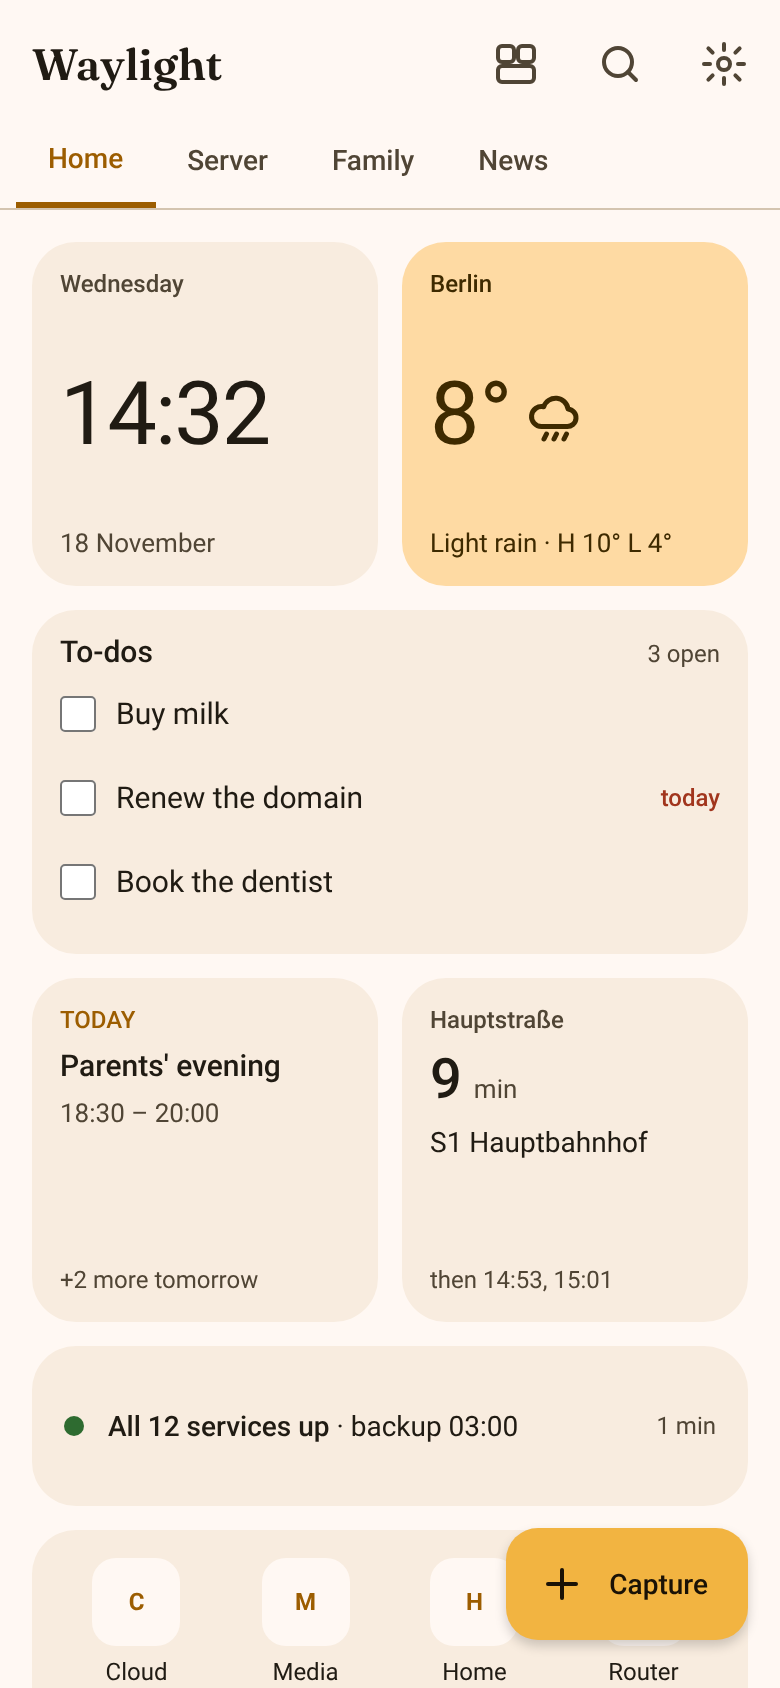 Waylight
Home Server Family News
Wednesday
14:32
18 November
Berlin
8°
Light rain · H 10° L 4°
To-dos 3 open
Buy milk
Renew the domain today
Book the dentist
TODAY
Parents' evening
18:30 – 20:00
+2 more tomorrow
Hauptstraße
9 min
S1 Hauptbahnhof
then 14:53, 15:01
All 12 services up · backup 03:00 1 min
C M H
Capture
Cloud Media Home Router